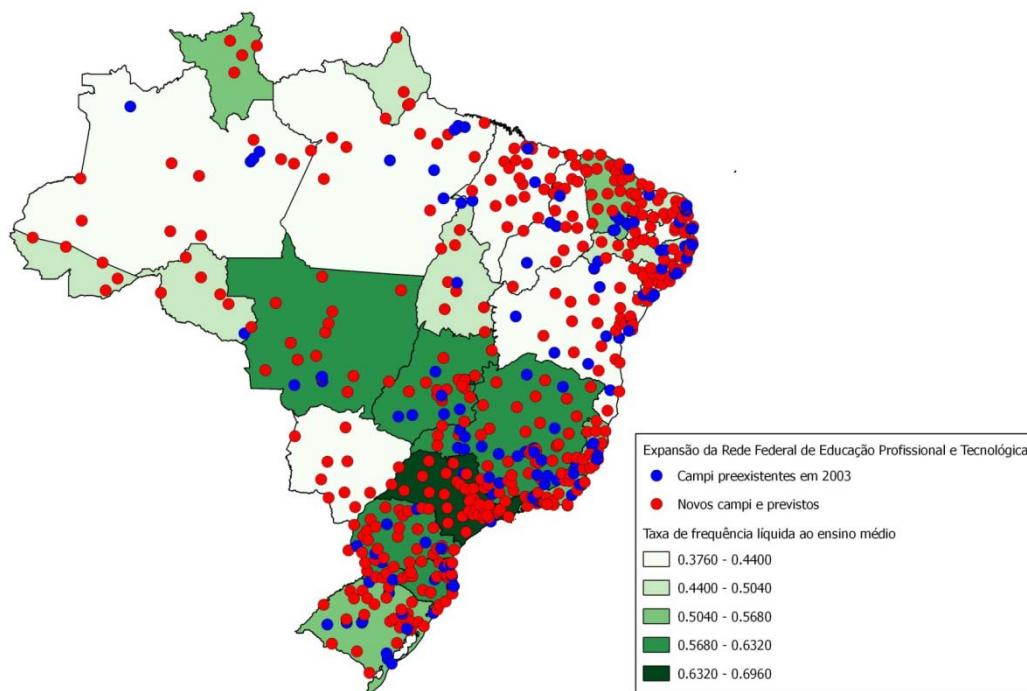 Expansão da Rede Federal de Educação Profissional e Tecnológica
Campi preexistentes em 2003
Novos campi e previstos
Taxa de frequência líquida ao ensino médio
0.3760 - 0.4400
0.4400 - 0.5040
0.5040 - 0.5680
0.5680 - 0.6320
0.6320 - 0.6960